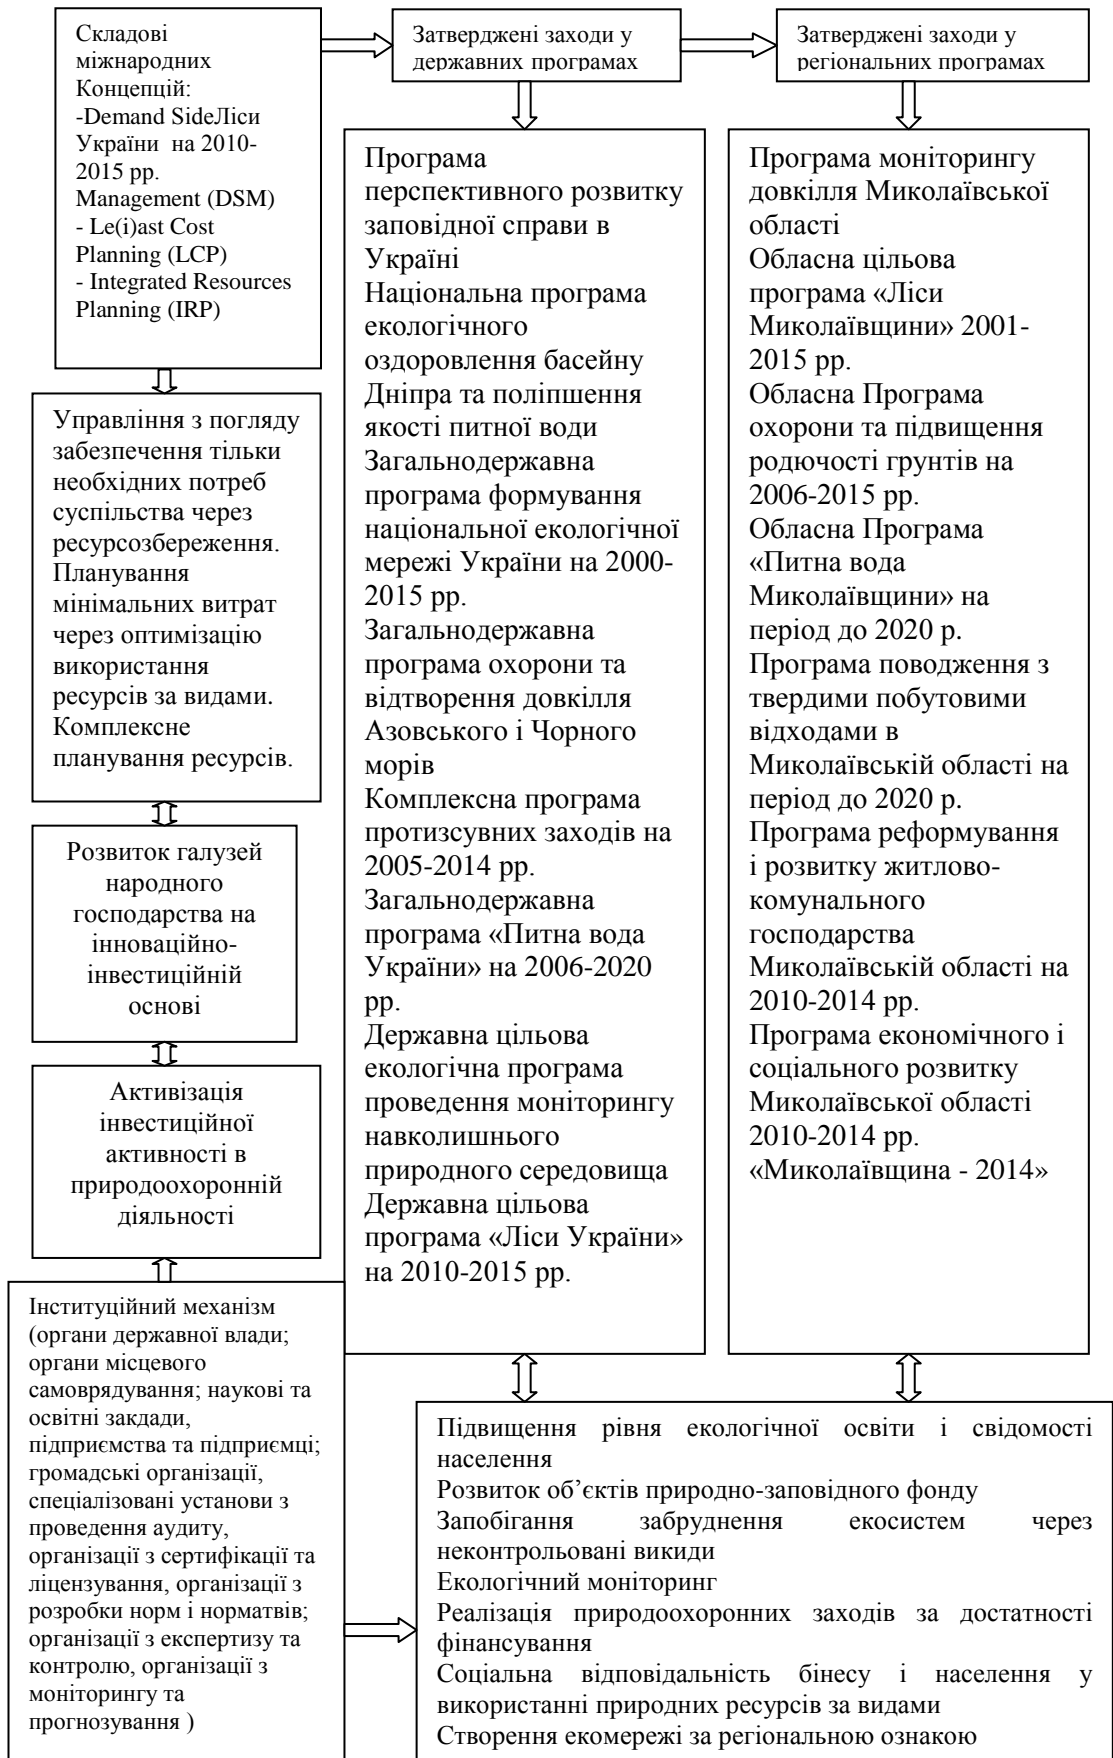 Складові
міжнародних
Концепцій:
-Demand SideЛіси
України на 2010-
2015 рр.
Management (DSM)
- Le(i)ast Cost
Planning (LCP)
- Integrated Resources
Planning (IRP)
Затверджені заходи у
державних програмах
Затверджені заходи у
регіональних програмах
Управління з погляду
забезпечення тільки
необхідних потреб
суспільства через
ресурсозбереження.
Планування
мінімальних витрат
через оптимізацію
використання
ресурсів за видами.
Комплексне
планування ресурсів.
Розвиток галузей
народного
господарства на
інноваційно-
інвестиційній
основі
Активізація
інвестиційної
активності в
природоохоронній
діяльності
Інституційний механізм
(органи державної влади;
органи місцевого
самоврядування; наукові та
освітні закдади,
підприємства та підприємці;
громадські організації,
спеціалізовані установи з
проведення аудиту,
організації з сертифікації та
ліцензування, організації з
розробки норм і норматвів;
організації з експертизу та
контролю, організації з
моніторингу та
прогнозування )
Програма
перспективного розвитку
заповідної справи в
Україні
Національна програма
екологічного
оздоровлення басейну
Дніпра та поліпшення
якості питної води
Загальнодержавна
програма формування
національної екологічної
мережі України на 2000-
2015 рр.
Загальнодержавна
програма охорони та
відтворення довкілля
Азовського і Чорного
морів
Комплексна програма
протизсувних заходів на
2005-2014 рр.
Загальнодержавна
програма «Питна вода
України» на 2006-2020
рр.
Державна цільова
екологічна програма
проведення моніторингу
навколишнього
природного середовища
Державна цільова
програма «Ліси України»
на 2010-2015 рр.
Програма моніторингу
довкілля Миколаївської
області
Обласна цільова
програма «Ліси
Миколаївщини» 2001-
2015 рр.
Обласна Програма
охорони та підвищення
родючості грунтів на
2006-2015 рр.
Обласна Програма
«Питна вода
Миколаївщини» на
період до 2020 р.
Програма поводження з
твердими побутовими
відходами в
Миколаївській області на
період до 2020 р.
Програма реформування
і розвитку житлово-
комунального
господарства
Миколаївській області на
2010-2014 рр.
Програма економічного і
соціального розвитку
Миколаївської області
2010-2014 рр.
«Миколаївщина - 2014»
Підвищення рівня екологічної освіти і свідомості
населення
Розвиток об’єктів природно-заповідного фонду
Запобігання забруднення екосистем через
неконтрольовані викиди
Екологічний моніторинг
Реалізація природоохоронних заходів за достатності
фінансування
Соціальна відповідальність бінесу і населення у
використанні природних ресурсів за видами
Створення екомережі за регіональною ознакою